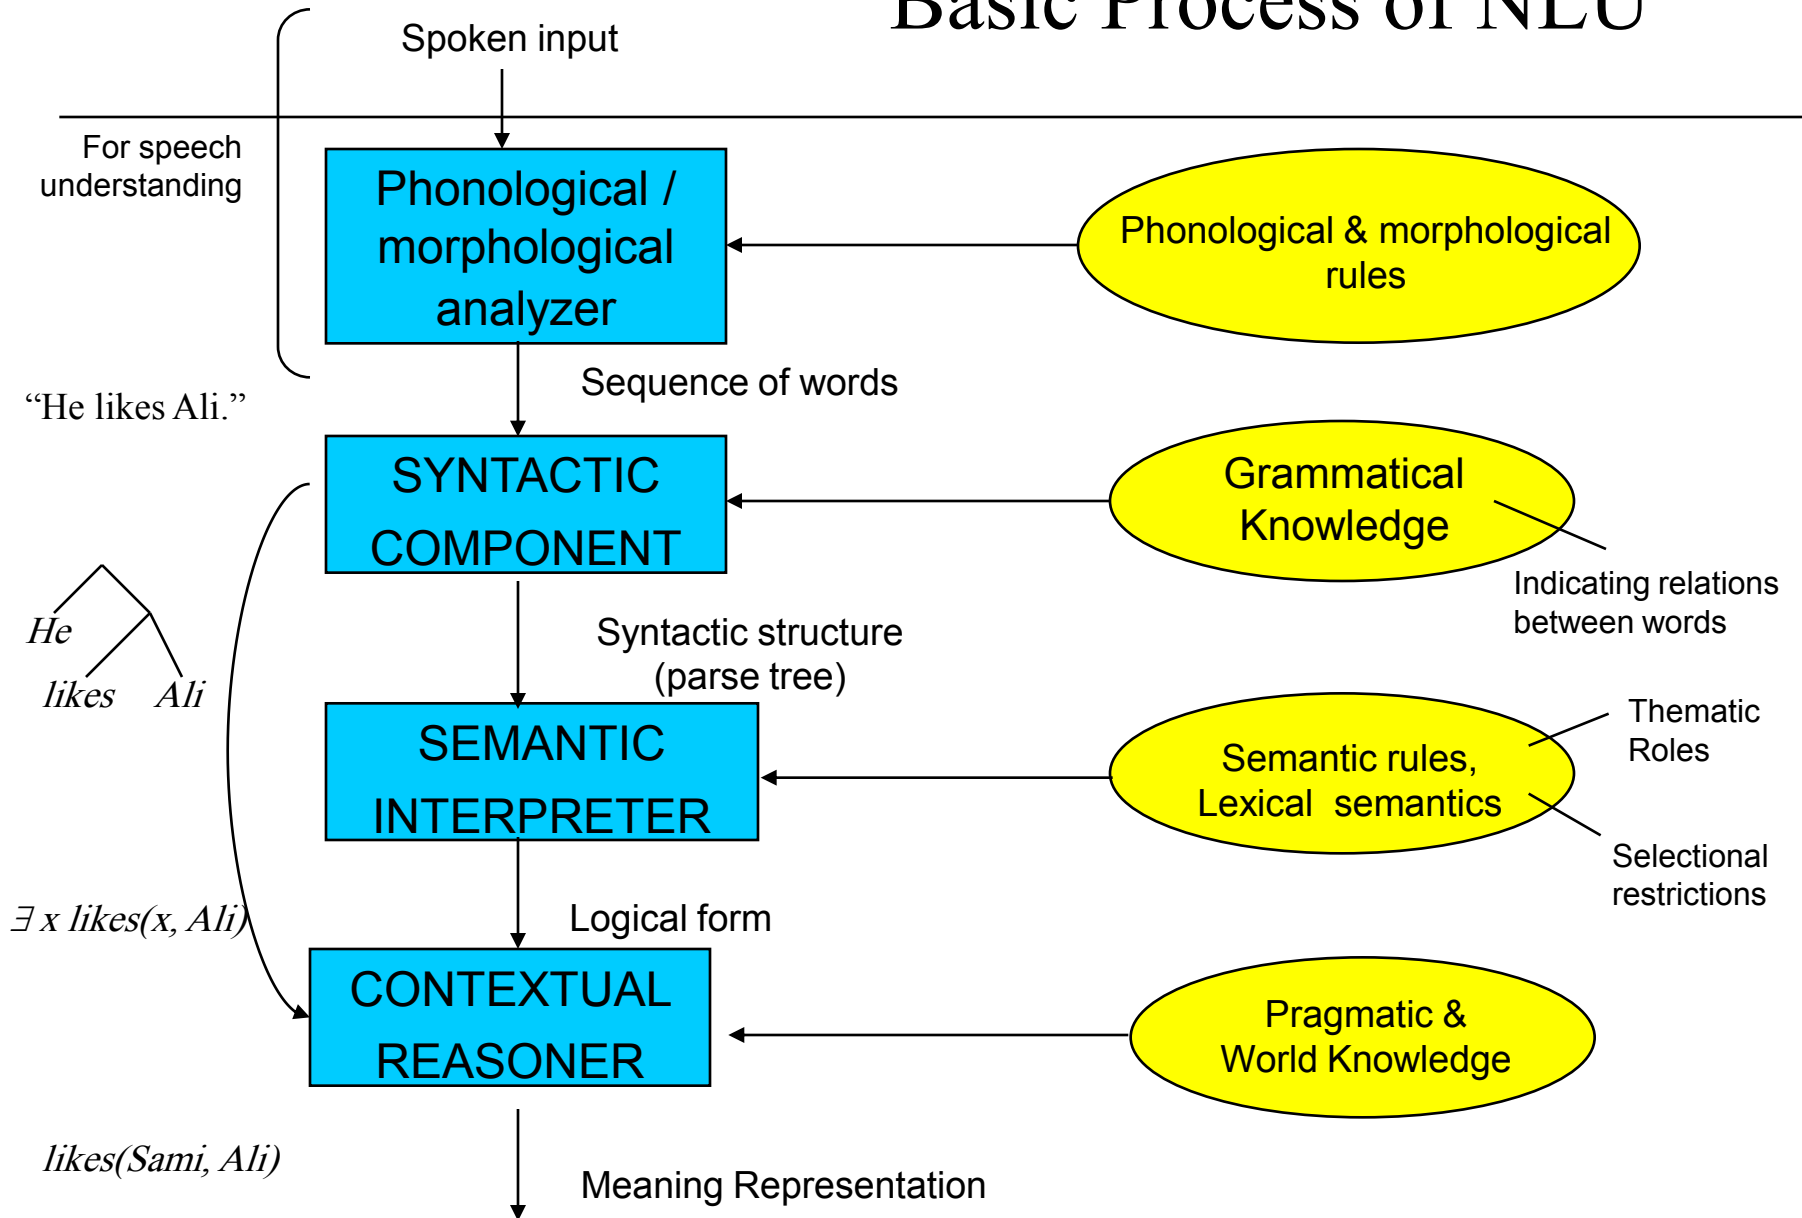 Basic Process of NLU
Spoken input
For speech
understanding
Phonological /
morphological
analyzer
Phonological & morphological
rules
Sequence of words
“He likes Ali.”
SYNTACTIC
COMPONENT
Grammatical
Knowledge
Indicating relations
between words
He
likes Ali
Syntactic structure
(parse tree)
SEMANTIC
INTERPRETER
Semantic rules,
Lexical semantics
Thematic
Roles
Selectional
restrictions
∃ x likes(x, Ali)
Logical form
CONTEXTUAL
REASONER
Pragmatic &
World Knowledge
likes(Sami, Ali)
Meaning Representation